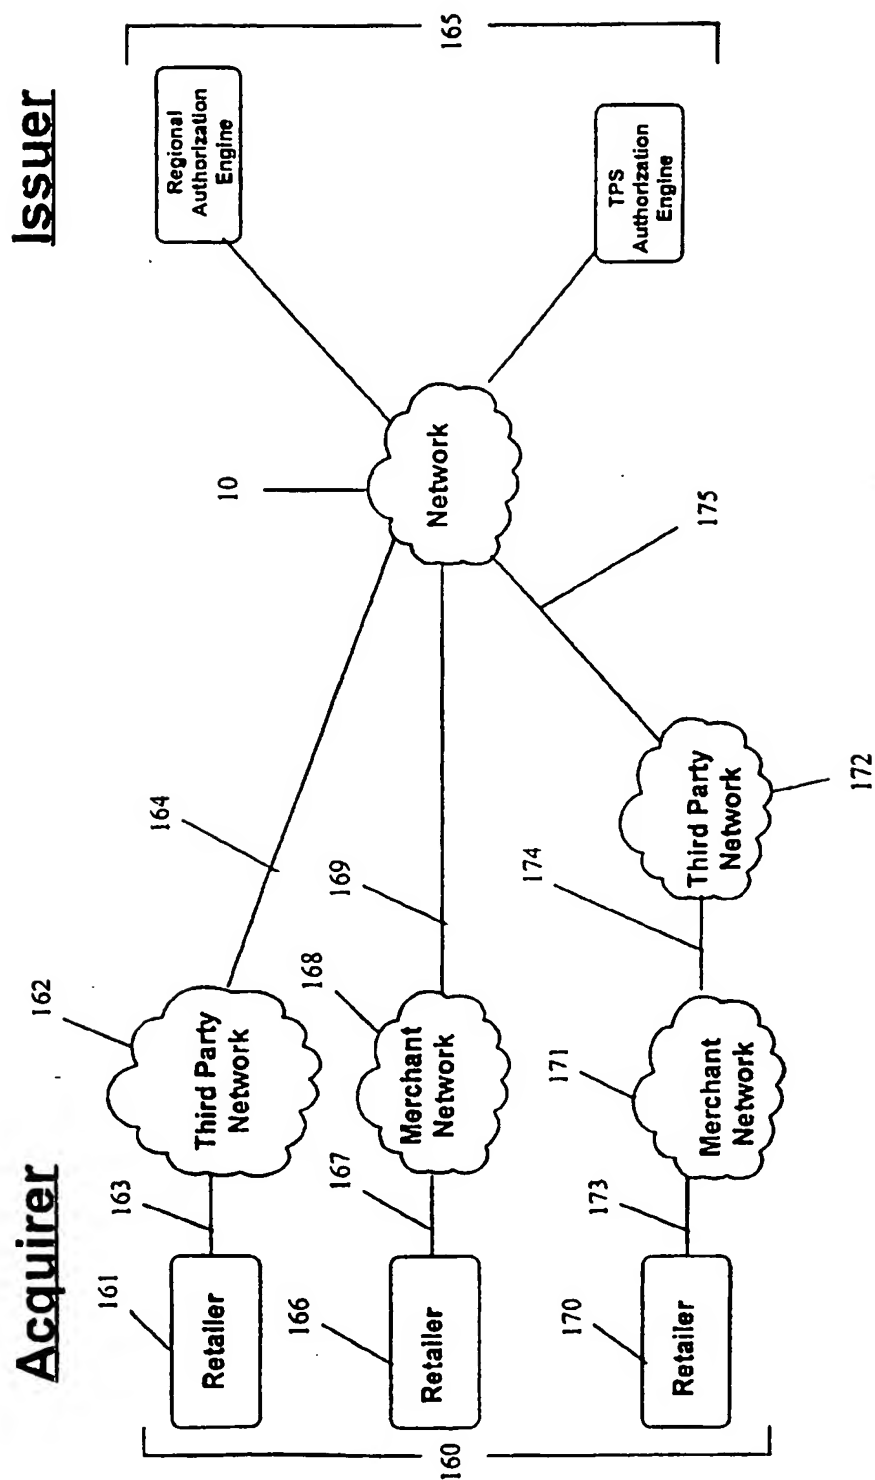 Acquirer
Issuer
161
Retailer
163
162
Third Party
Network
164
Regional
Authorization
Engine
166
Retailer
167
168
Merchant
Network
169
10
Network
170
Retailer
173
171
Merchant
Network
174
Third Party
Network
172
175
TPS
Authorization
Engine
160
165